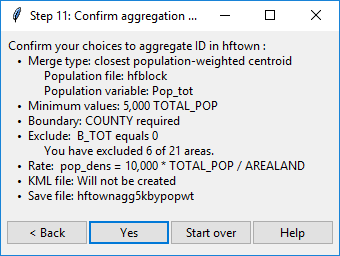 Step 11: Confirm aggregation ...
Confirm your choices to aggregate ID in hftown :
• Merge type: closest population-weighted centroid
Population file: hfblock
Population variable: Pop_tot
• Minimum values: 5,000 TOTAL_POP
• Boundary: COUNTY required
• Exclude:  B_TOT equals 0
You have excluded 6 of 21 areas.
• Rate:  pop_dens = 10,000 * TOTAL_POP / AREALAND
• KML file: Will not be created
• Save file: hftownagg5kbypopwt
< Back Yes Start over Help